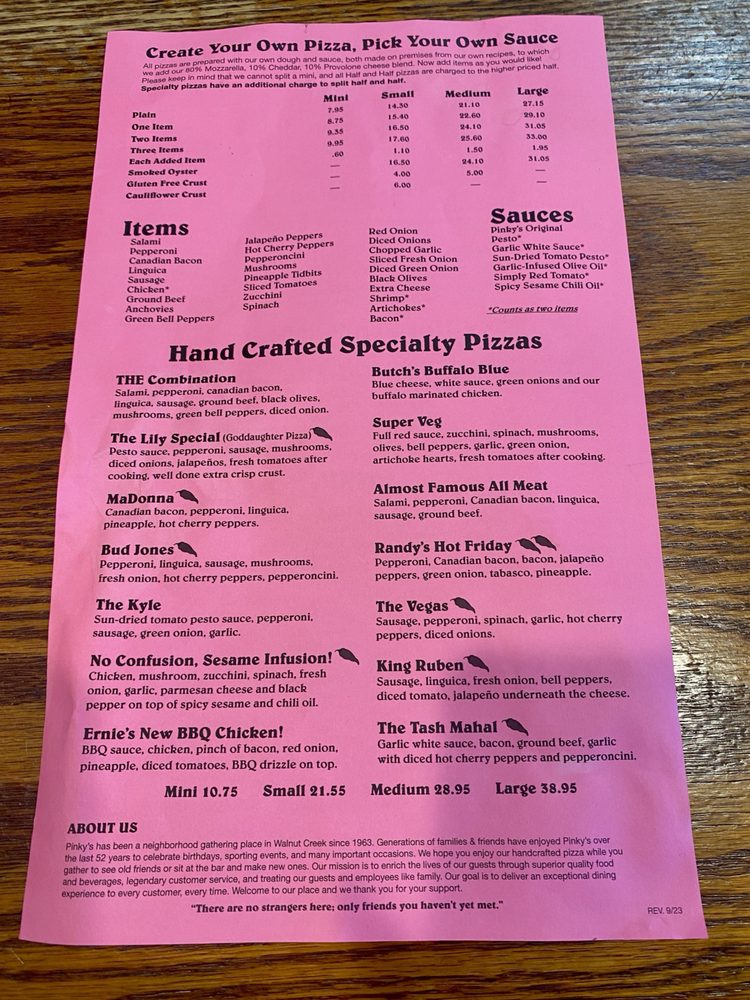 Create Your Own Pizza, Pick Your Own Sauce
All pizzas are prepared with our own dough and sauce, both made on premises from our own recipes, to which
we add our 80% Mozzarella, 10% Cheddar, 10% Provolone cheese blend. Now add items as you would like!
Please keep in mind that we cannot split a mini, and all Half and Half pizzas are charged to the higher priced half.
Specialty pizzas have an additional charge to split half and half.
Mini Small Medium Large
Plain 7.95 14.30 21.10 27.15
One Item 8.75 15.40 22.60 29.10
Two Items 9.35 16.50 24.10 31.05
Three Items 9.95 17.60 25.60 33.00
Each Added Item .60 1.10 1.50 1.95
Smoked Oyster — 16.50 24.10 31.05
Gluten Free Crust — 4.00 5.00 —
Cauliflower Crust — 6.00 — —
Items
Salami
Pepperoni
Canadian Bacon
Linguica
Sausage
Chicken*
Ground Beef
Anchovies
Green Bell Peppers
Jalapeño Peppers
Hot Cherry Peppers
Pepperoncini
Mushrooms
Pineapple Tidbits
Sliced Tomatoes
Zucchini
Spinach
Red Onion
Diced Onions
Chopped Garlic
Sliced Fresh Onion
Diced Green Onion
Black Olives
Extra Cheese
Shrimp*
Artichokes*
Bacon*
Sauces
Pinky's Original
Pesto*
Garlic White Sauce*
Sun-Dried Tomato Pesto*
Garlic-Infused Olive Oil*
Simply Red Tomato*
Spicy Sesame Chili Oil*
*Counts as two items
Hand Crafted Specialty Pizzas
THE Combination
Salami, pepperoni, canadian bacon,
linguica, sausage, ground beef, black olives,
mushrooms, green bell peppers, diced onion.
The Lily Special (Goddaughter Pizza)
Pesto sauce, pepperoni, sausage, mushrooms,
diced onions, jalapeños, fresh tomatoes after
cooking, well done extra crisp crust.
MaDonna
Canadian bacon, pepperoni, linguica,
pineapple, hot cherry peppers.
Bud Jones
Pepperoni, linguica, sausage, mushrooms,
fresh onion, hot cherry peppers, pepperoncini.
The Kyle
Sun-dried tomato pesto sauce, pepperoni,
sausage, green onion, garlic.
No Confusion, Sesame Infusion!
Chicken, mushroom, zucchini, spinach, fresh
onion, garlic, parmesan cheese and black
pepper on top of spicy sesame and chili oil.
Ernie's New BBQ Chicken!
BBQ sauce, chicken, pinch of bacon, red onion,
pineapple, diced tomatoes, BBQ drizzle on top.
Butch's Buffalo Blue
Blue cheese, white sauce, green onions and our
buffalo marinated chicken.
Super Veg
Full red sauce, zucchini, spinach, mushrooms,
olives, bell peppers, garlic, green onion,
artichoke hearts, fresh tomatoes after cooking.
Almost Famous All Meat
Salami, pepperoni, Canadian bacon, linguica,
sausage, ground beef.
Randy's Hot Friday
Pepperoni, Canadian bacon, bacon, jalapeño
peppers, green onion, tabasco, pineapple.
The Vegas
Sausage, pepperoni, spinach, garlic, hot cherry
peppers, diced onions.
King Ruben
Sausage, linguica, fresh onion, bell peppers,
diced tomato, jalapeño underneath the cheese.
The Tash Mahal
Garlic white sauce, bacon, ground beef, garlic
with diced hot cherry peppers and pepperoncini.
Mini 10.75 Small 21.55 Medium 28.95 Large 38.95
ABOUT US
Pinky's has been a neighborhood gathering place in Walnut Creek since 1963. Generations of families & friends have enjoyed Pinky's over
the last 52 years to celebrate birthdays, sporting events, and many important occasions. We hope you enjoy our handcrafted pizza while you
gather to see old friends or sit at the bar and make new ones. Our mission is to enrich the lives of our guests through superior quality food
and beverages, legendary customer service, and treating our guests and employees like family. Our goal is to deliver an exceptional dining
experience to every customer, every time. Welcome to our place and we thank you for your support.
"There are no strangers here; only friends you haven't yet met."
REV. 9/23